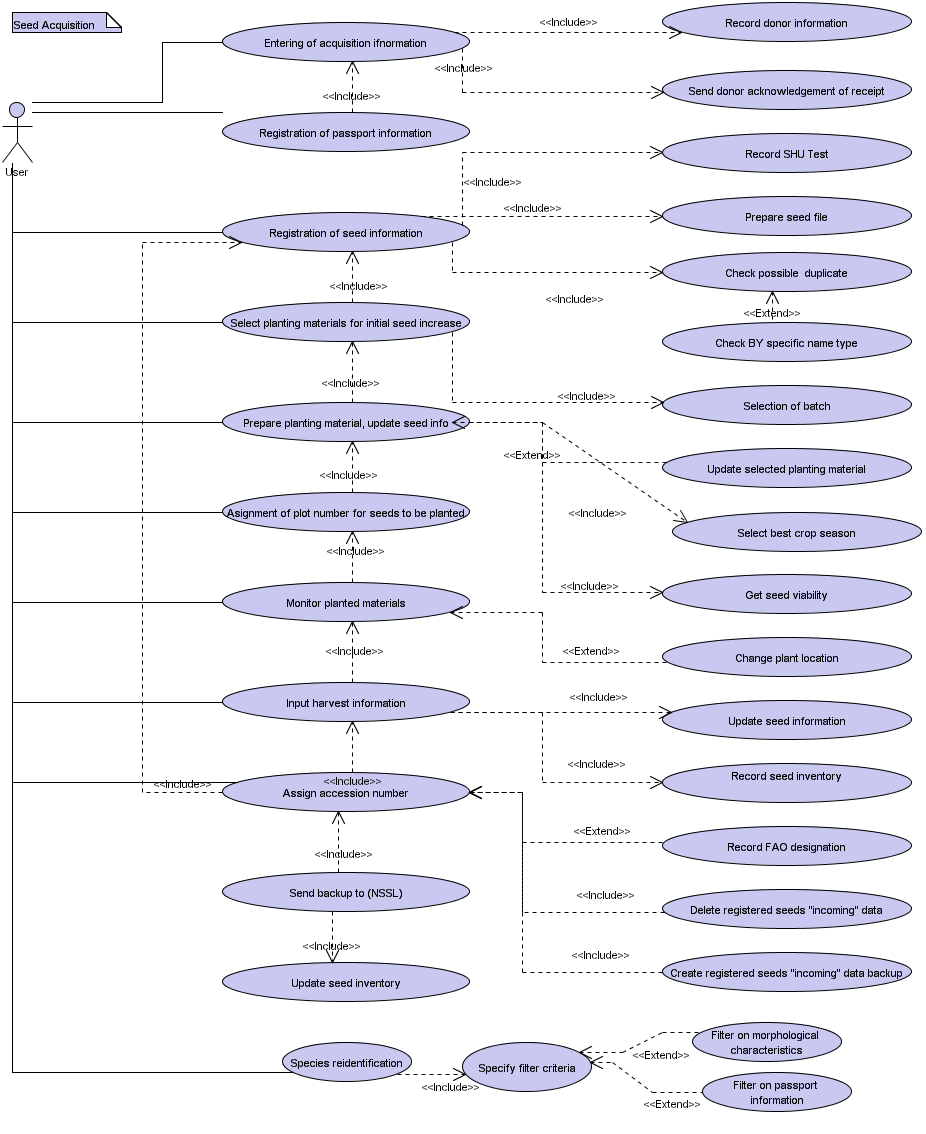 Seed Acquisition
User
Entering of acquisition ifnormation
<<Include>>
Record donor information
<<Include>>
Send donor acknowledgement of receipt
<<Include>>
Registration of passport information
Record SHU Test
<<Include>>
<<Include>>
Prepare seed file
Registration of seed information
Check possible  duplicate
<<Include>>
<<Include>>
<<Extend>>
Select planting materials for initial seed increase
Check BY specific name type
<<Include>>
<<Include>>
Selection of batch
Prepare planting material, update seed info
<<Extend>>
Update selected planting material
<<Include>>
Asignment of plot number for seeds to be planted
<<Include>>
Select best crop season
<<Include>>
<<Include>>
Get seed viability
Monitor planted materials
<<Include>>
<<Extend>>
Change plant location
Input harvest information
<<Include>>
Update seed information
<<Include>>
Record seed inventory
<<Include>>
<<Include>>
Assign accession number
<<Extend>>
Record FAO designation
<<Include>>
Send backup to (NSSL)
<<Include>>
Delete registered seeds "incoming" data
<<Include>>
<<Include>>
Create registered seeds "incoming" data backup
Update seed inventory
Species reidentification
<<Include>>
Specify filter criteria
Filter on morphological
characteristics
<<Extend>>
Filter on passport
information
<<Extend>>